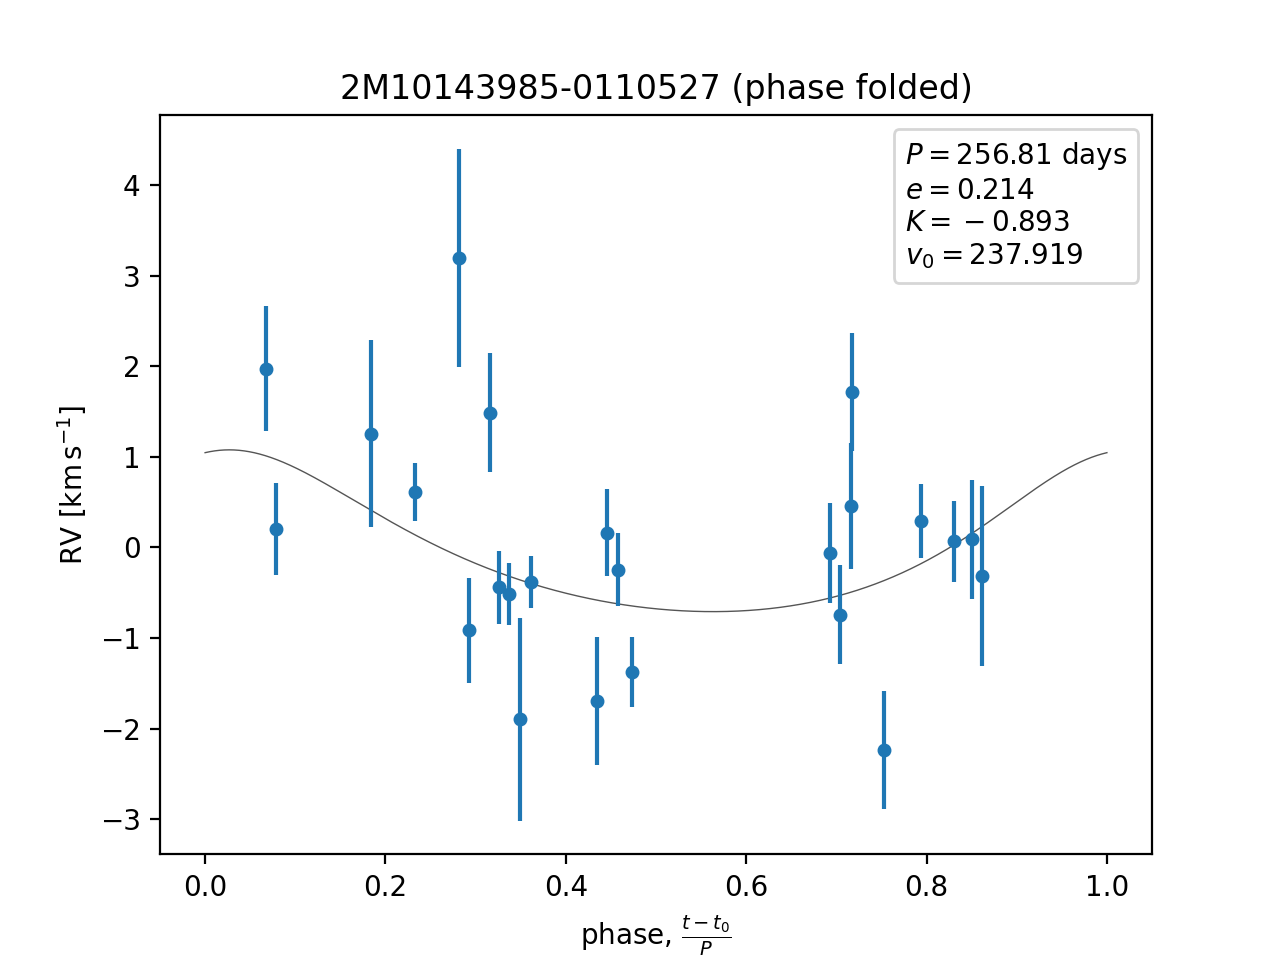 2M10143985-0110527 (phase folded)
P = 256.81 days
e = 0.214
K = −0.893
v₀ = 237.919
4
3
2
1
0
−1
−2
−3
RV [km s⁻¹]
0.0 0.2 0.4 0.6 0.8 1.0
phase, (t − t₀)/P